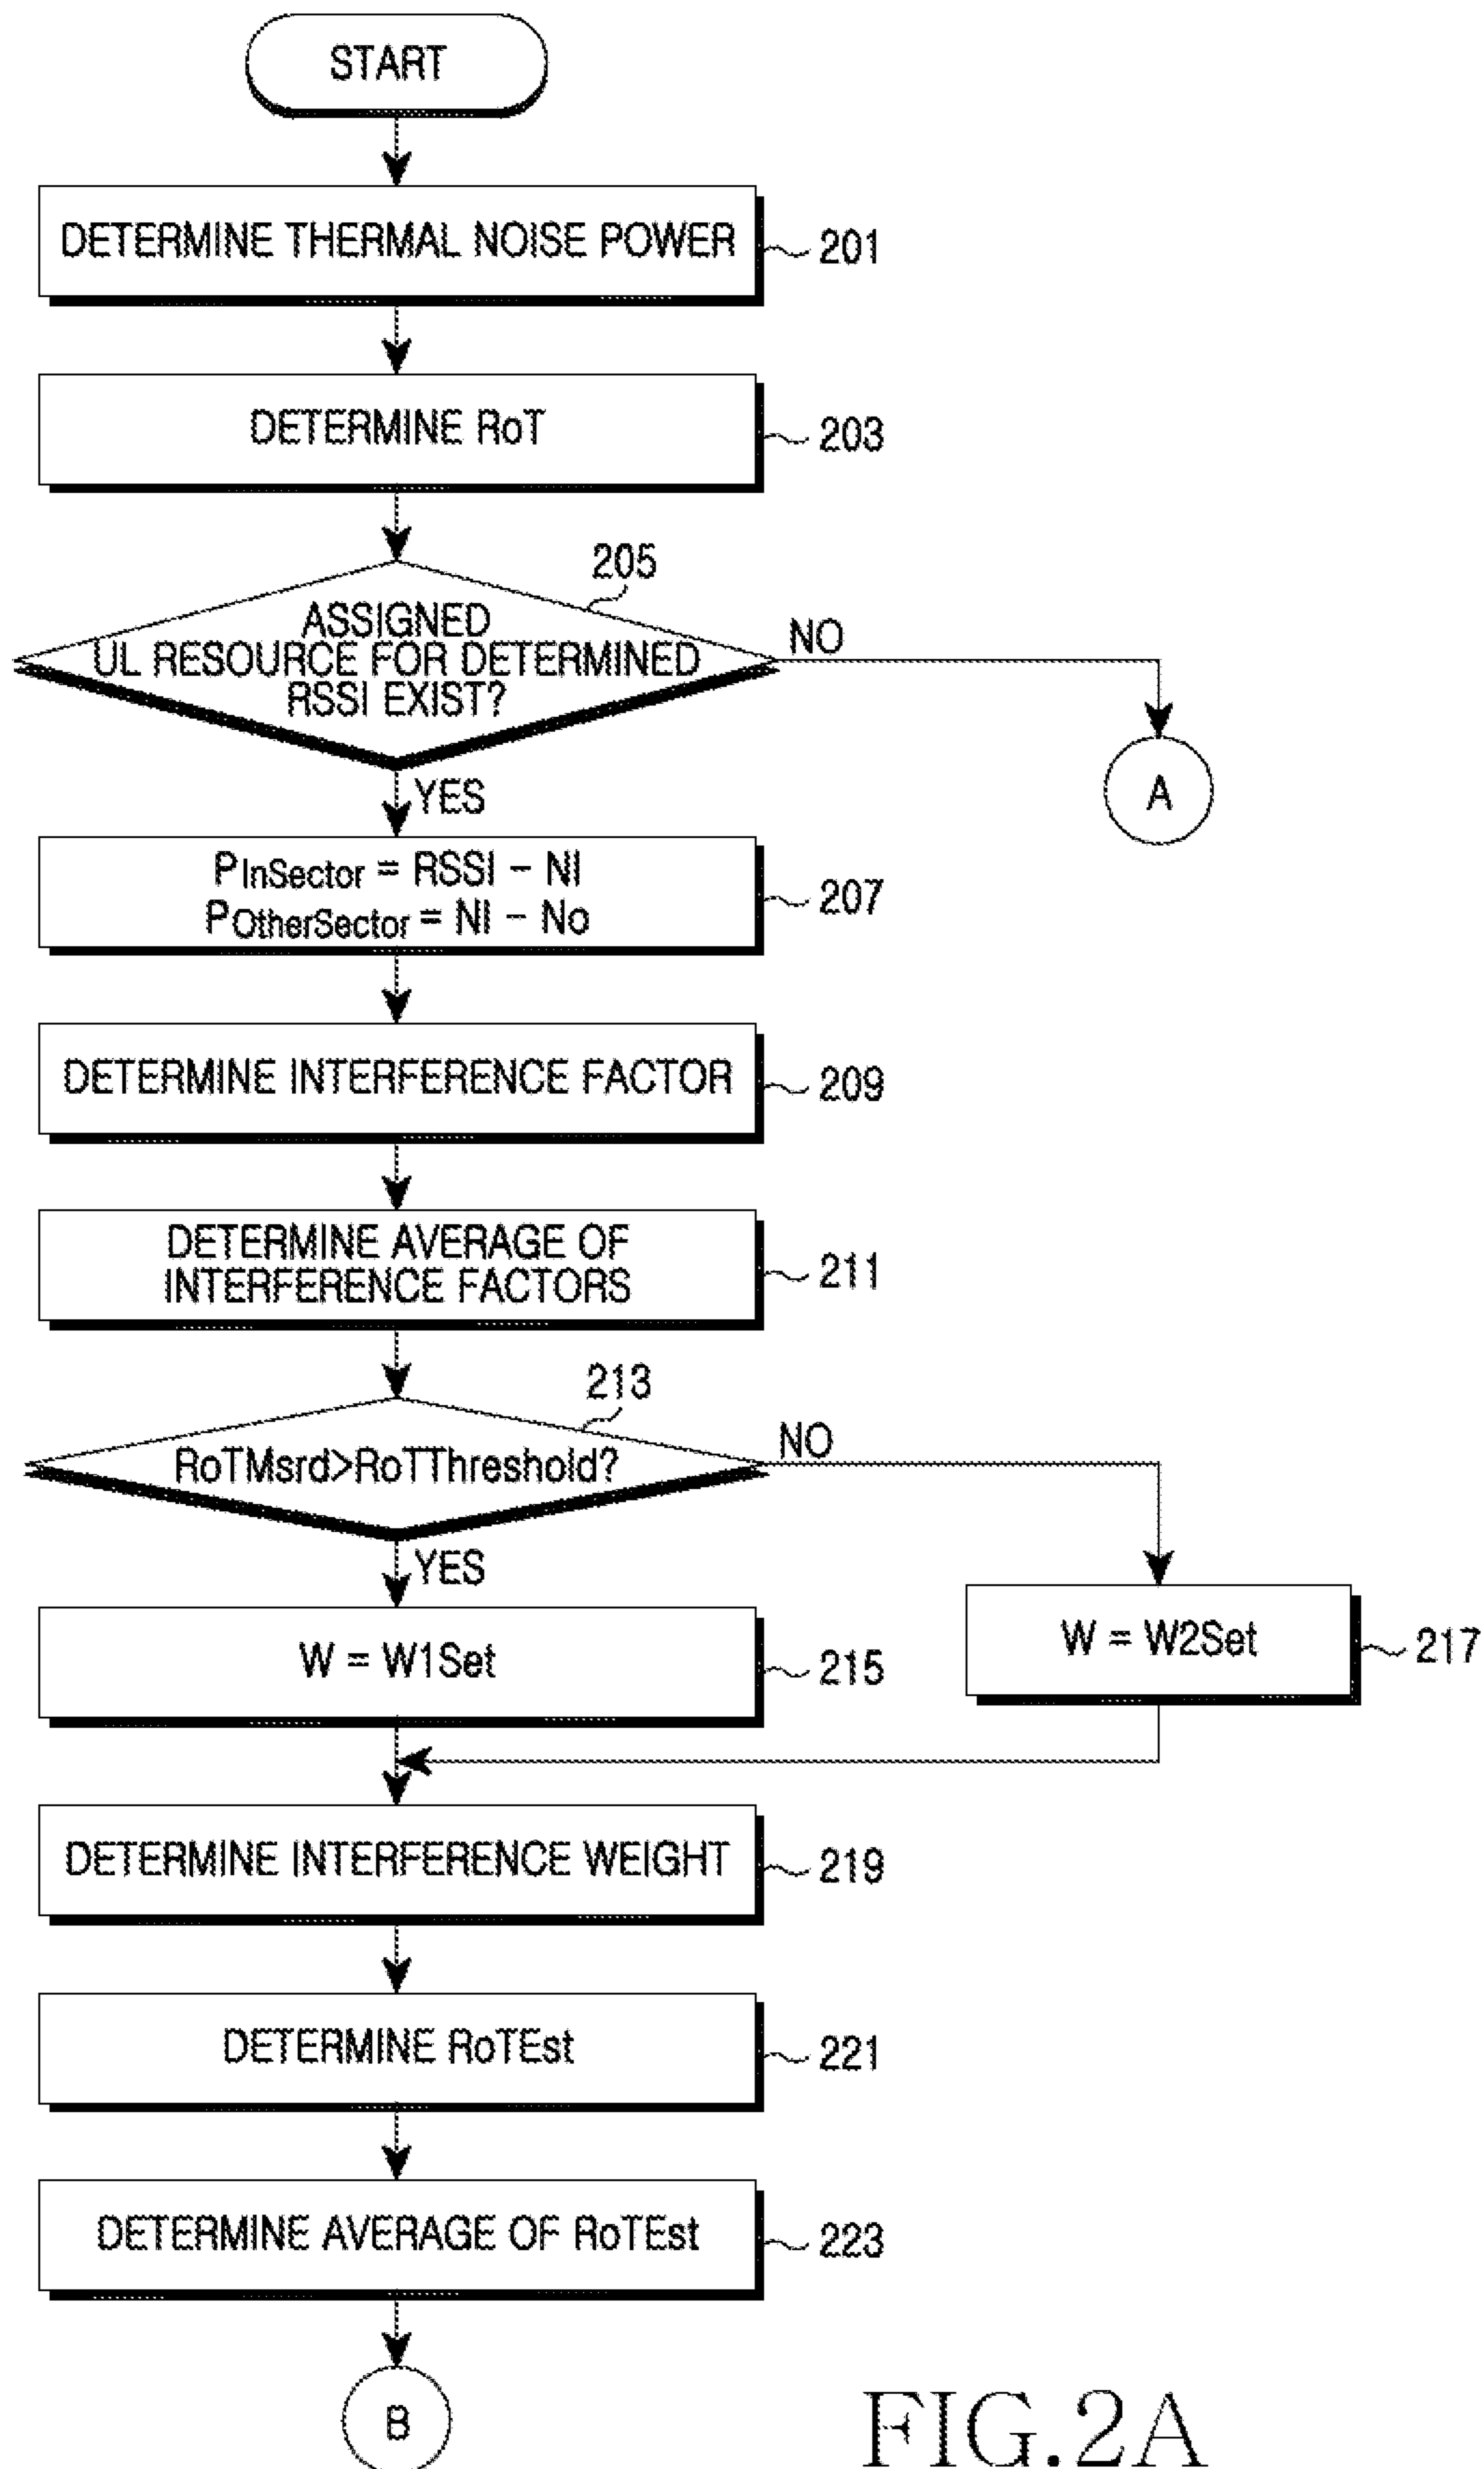 START
DETERMINE THERMAL NOISE POWER
201
DETERMINE RoT
203
205
ASSIGNED
UL RESOURCE FOR DETERMINED
RSSI EXIST?
NO
A
YES
PInSector = RSSI - NI
POtherSector = NI - No
207
DETERMINE INTERFERENCE FACTOR
209
DETERMINE AVERAGE OF
INTERFERENCE FACTORS
211
213
RoTMsrd>RoTThreshold?
NO
YES
W = W1Set
215
W = W2Set
217
DETERMINE INTERFERENCE WEIGHT
219
DETERMINE RoTEst
221
DETERMINE AVERAGE OF RoTEst
223
B
FIG.2A